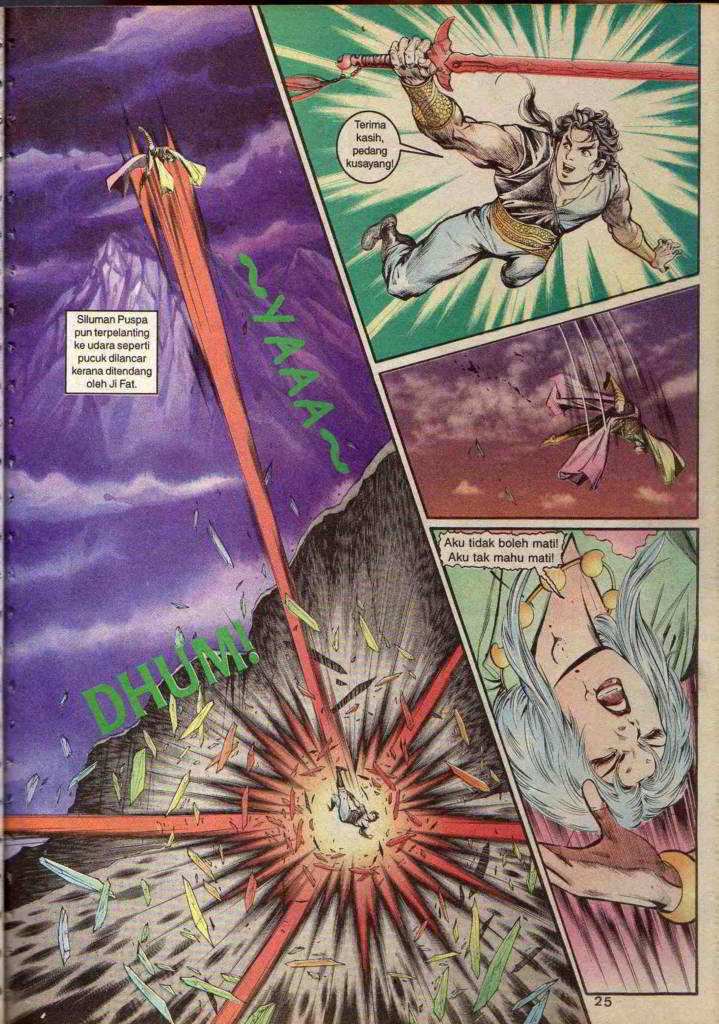 Siluman Puspa
pun terpelanting
ke udara seperti
pucuk dilancar
kerana ditendang
oleh Ji Fat.
~YAAA~
DHUM!
Terima
kasih,
pedang
kusayang!
Aku tidak boleh mati!
Aku tak mahu mati!
25